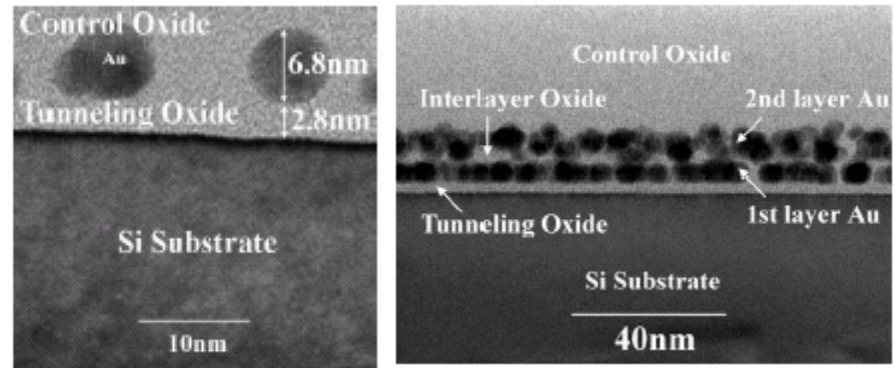 Control Oxide
Au
6.8nm
Tunneling Oxide
2.8nm
Si Substrate
10nm
Control Oxide
Interlayer Oxide
2nd layer Au
Tunneling Oxide
1st layer Au
Si Substrate
40nm